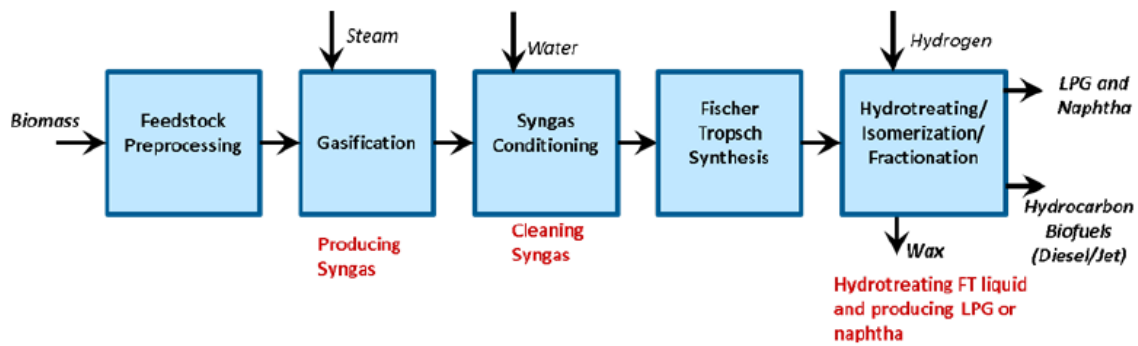 Steam
Water
Hydrogen
Biomass
Feedstock
Preprocessing
Gasification
Syngas
Conditioning
Fischer
Tropsch
Synthesis
Hydrotreating/
Isomerization/
Fractionation
LPG and
Naphtha
Hydrocarbon
Biofuels
(Diesel/Jet)
Producing
Syngas
Cleaning
Syngas
Wax
Hydrotreating FT liquid
and producing LPG or
naphtha